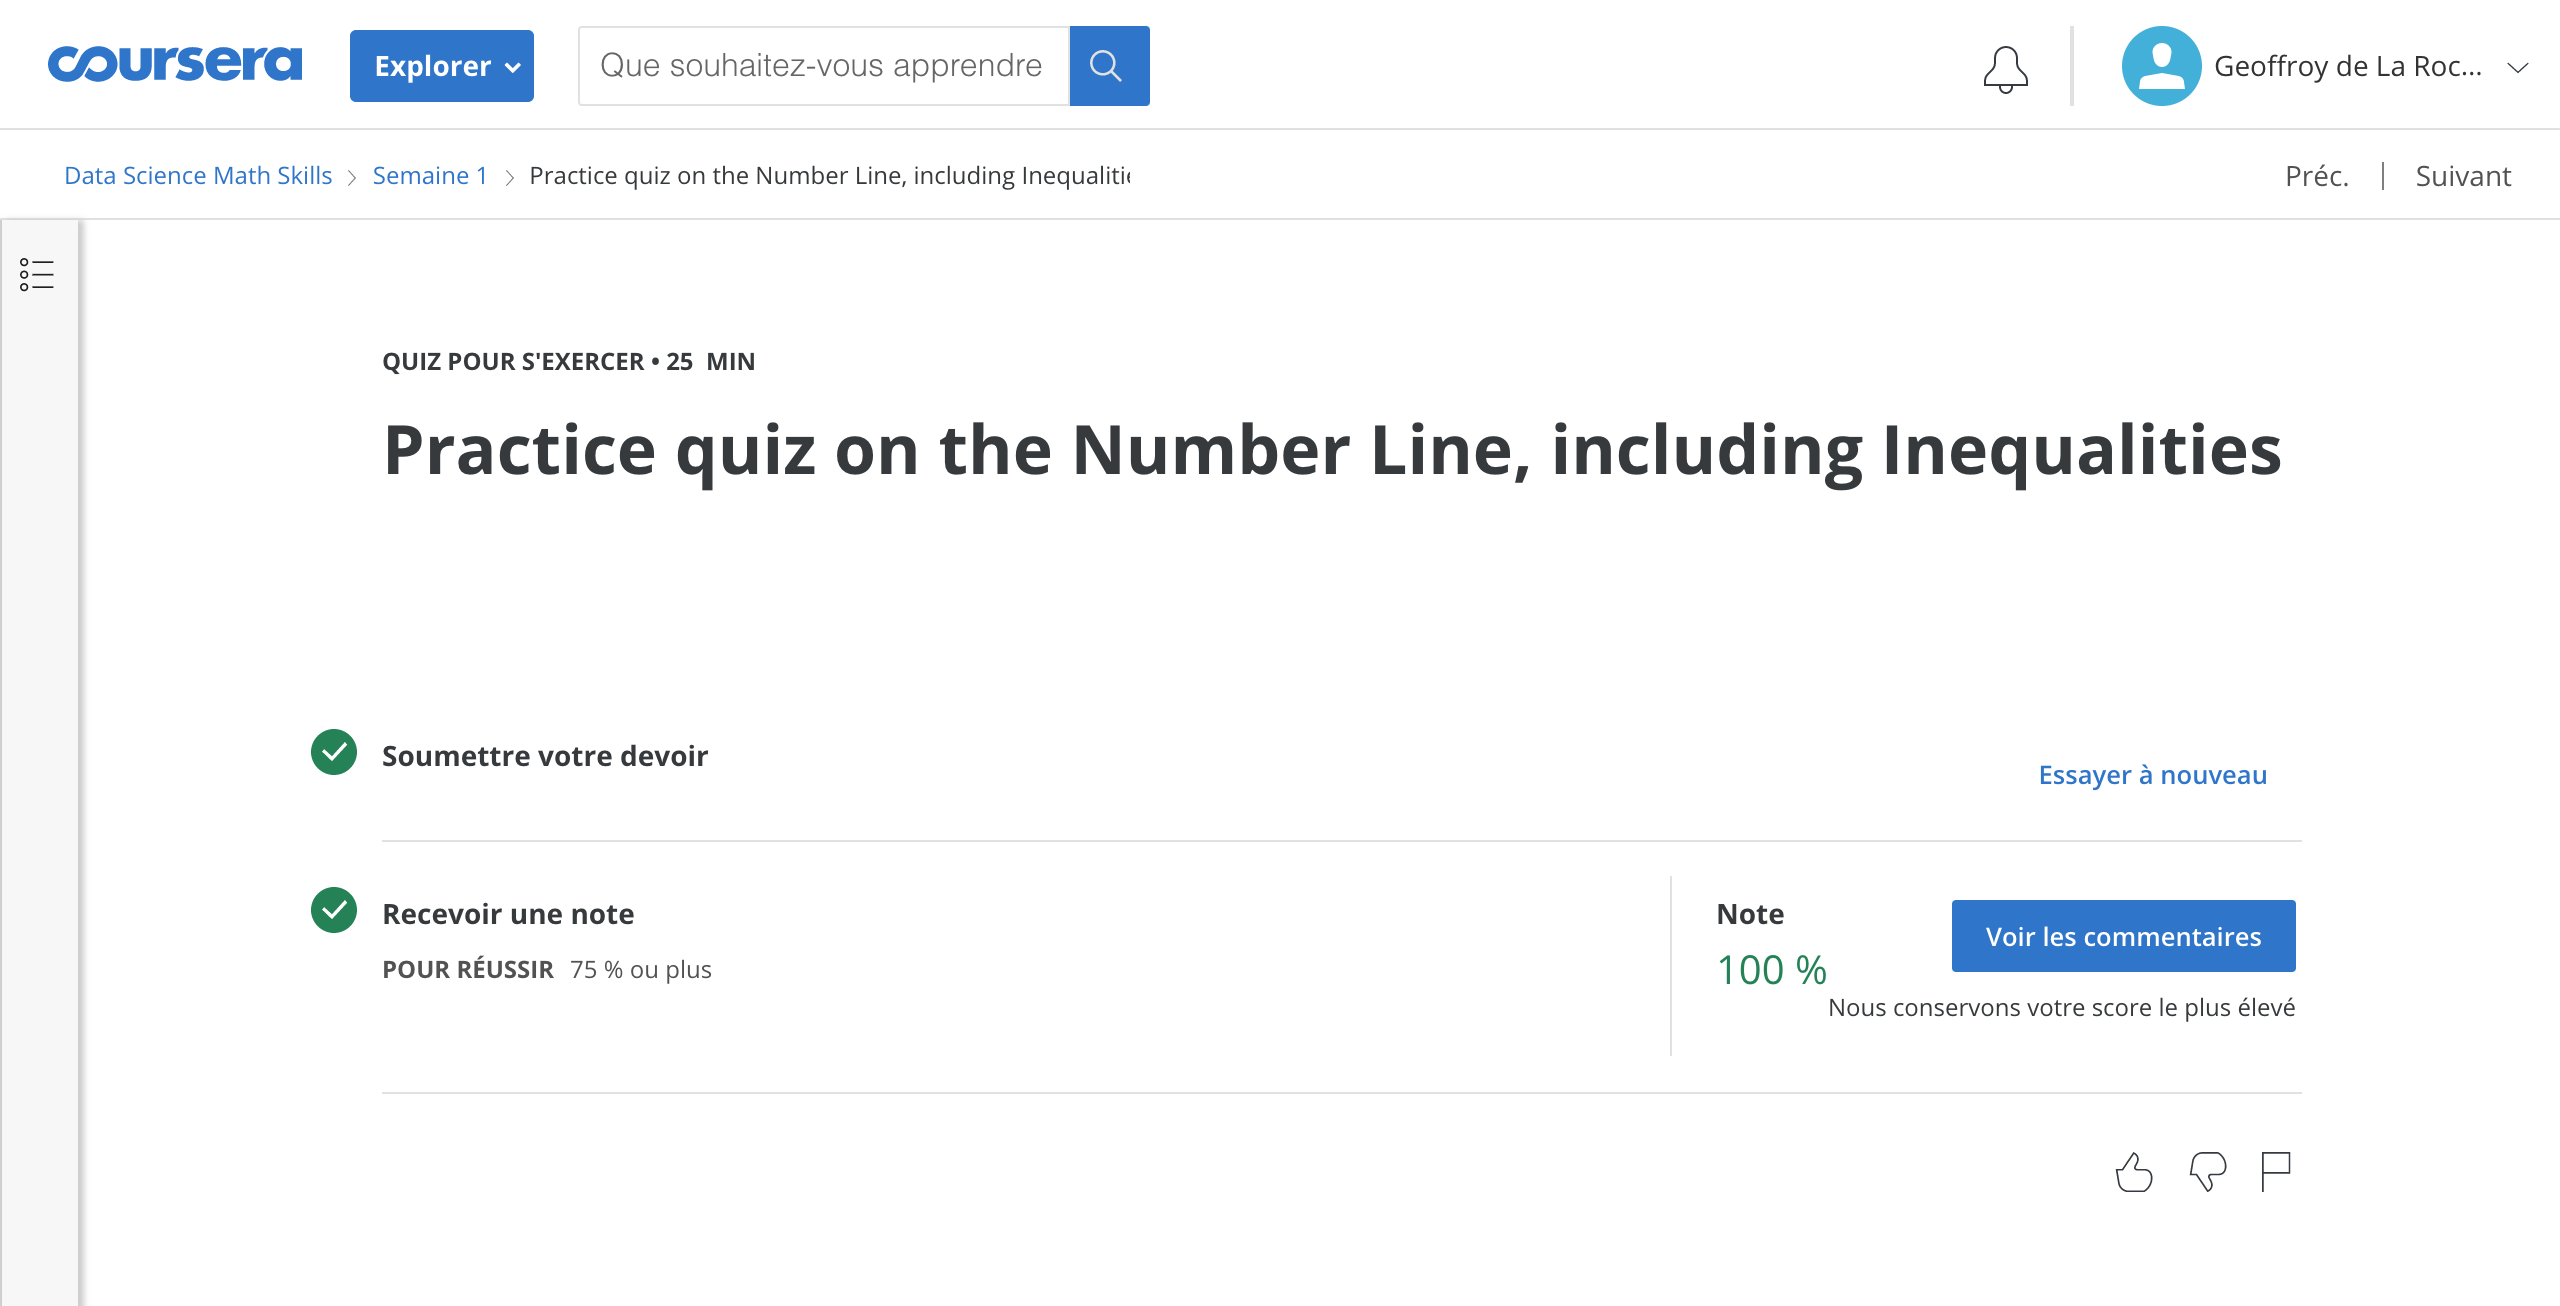 coursera
Explorer
Que souhaitez-vous apprendre
Geoffroy de La Roc...
Data Science Math Skills
Semaine 1
Practice quiz on the Number Line, including Inequalitie
Préc.
Suivant
QUIZ POUR S'EXERCER • 25 MIN
Practice quiz on the Number Line, including Inequalities
Soumettre votre devoir
Essayer à nouveau
Recevoir une note
POUR RÉUSSIR 75 % ou plus
Note
100 %
Voir les commentaires
Nous conservons votre score le plus élevé